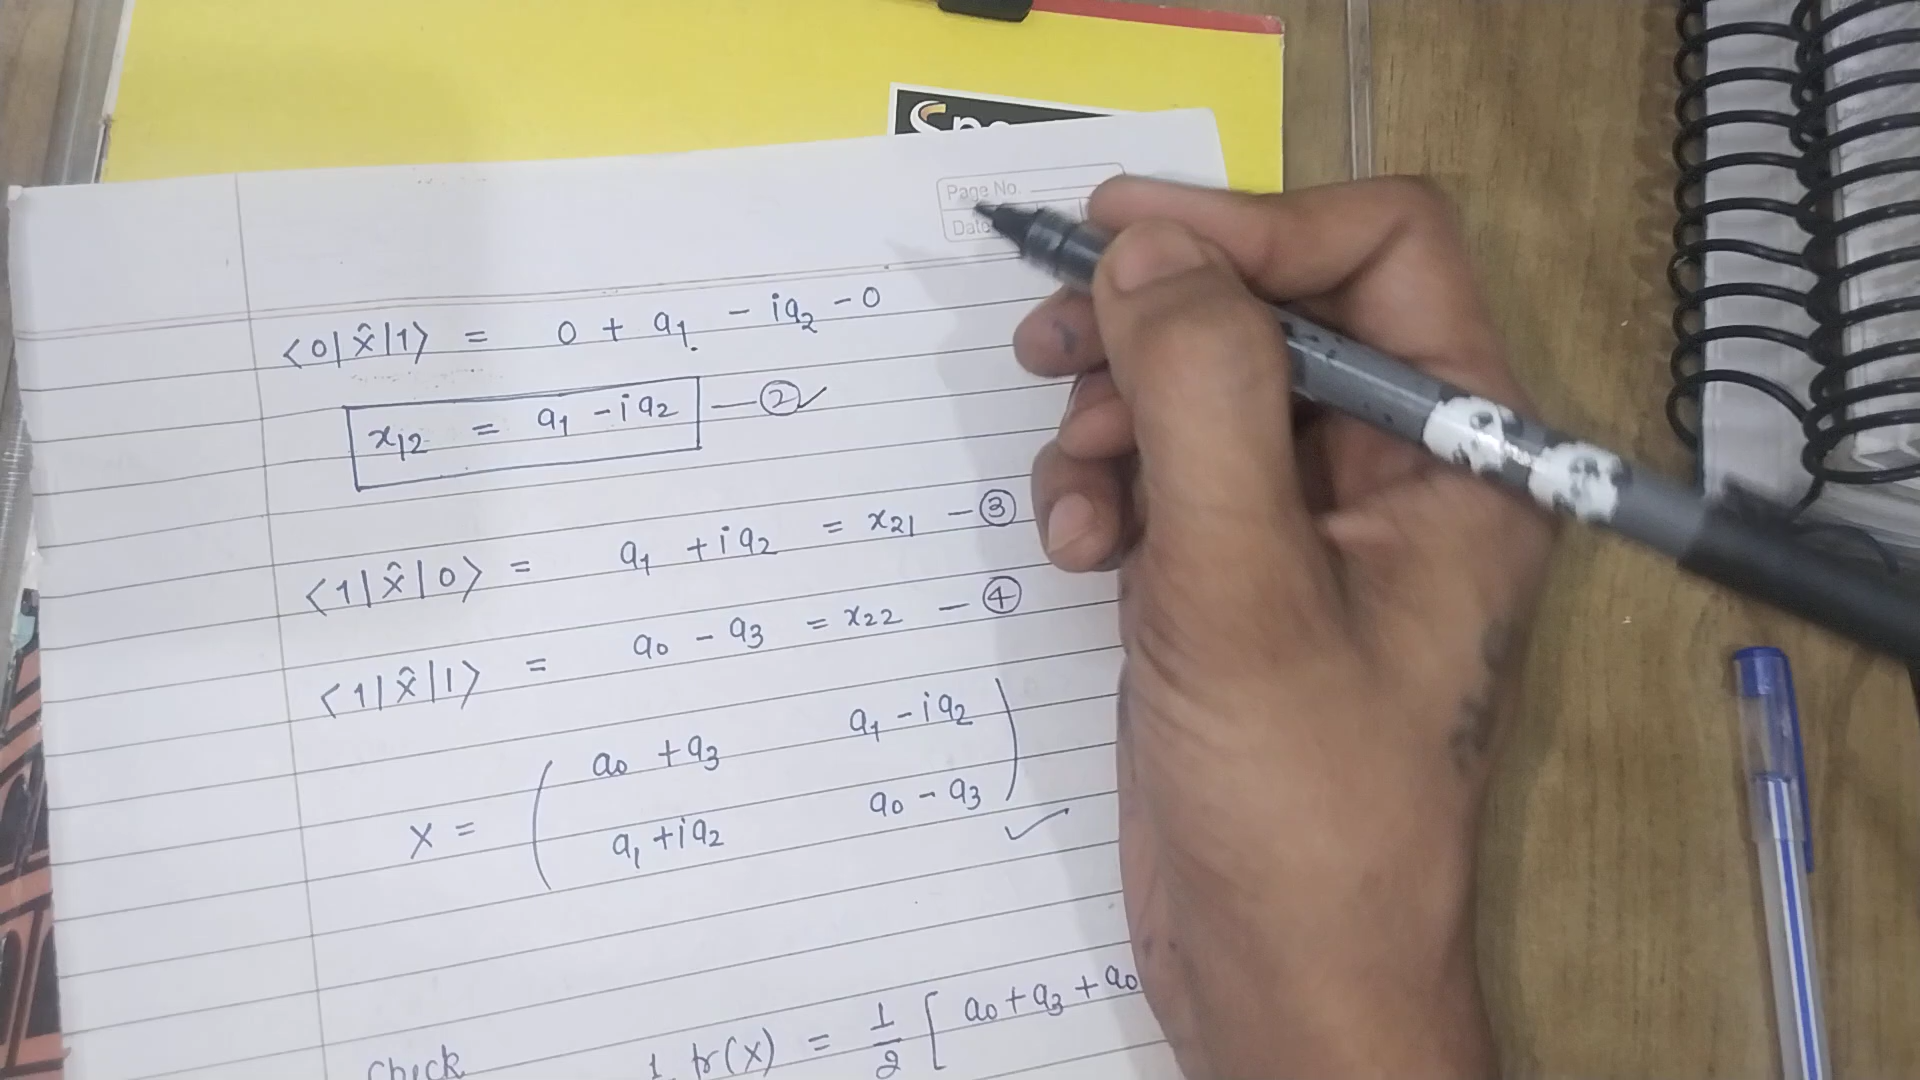 Page No.
Date
⟨0|x̂|1⟩ = 0 + a₁ - ia₂ - 0
x₁₂ = a₁ - ia₂ — ② ✓
⟨1|x̂|0⟩ = a₁ + ia₂ = x₂₁ — ③
⟨1|x̂|1⟩ = a₀ - a₃ = x₂₂ — ④
X = ( a₀ + a₃   a₁ - ia₂
a₁ + ia₂   a₀ - a₃ ) ✓
Check   1 tr(X) = 1/2 [ a₀ + a₃ + a₀